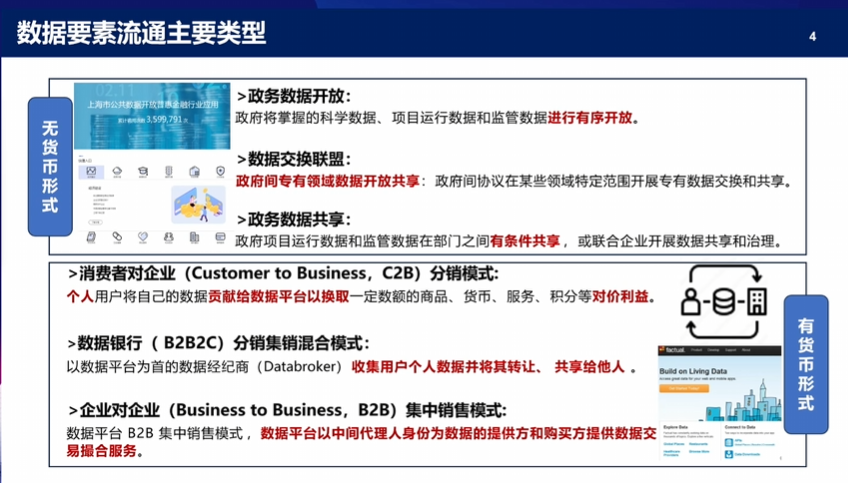 数据要素流通主要类型
4
无货币形式
上海市公共数据开放普惠金融行业应用
3,599,791
>政务数据开放：
政府将掌握的科学数据、项目运行数据和监管数据进行有序开放。
>数据交换联盟：
政府间专有领域数据开放共享：政府间协议在某些领域特定范围开展专有数据交换和共享。
>政务数据共享：
政府项目运行数据和监管数据在部门之间有条件共享，或联合企业开展数据共享和治理。
>消费者对企业（Customer to Business，C2B）分销模式：
个人用户将自己的数据贡献给数据平台以换取一定数额的商品、货币、服务、积分等对价利益。
>数据银行（ B2B2C）分销集销混合模式：
以数据平台为首的数据经纪商（Databroker）收集用户个人数据并将其转让、 共享给他人 。
>企业对企业（Business to Business，B2B）集中销售模式:
数据平台 B2B 集中销售模式，数据平台以中间代理人身份为数据的提供方和购买方提供数据交
易撮合服务。
有货币形式
factual.
Build on Living Data
Explore Data
Connect to Data